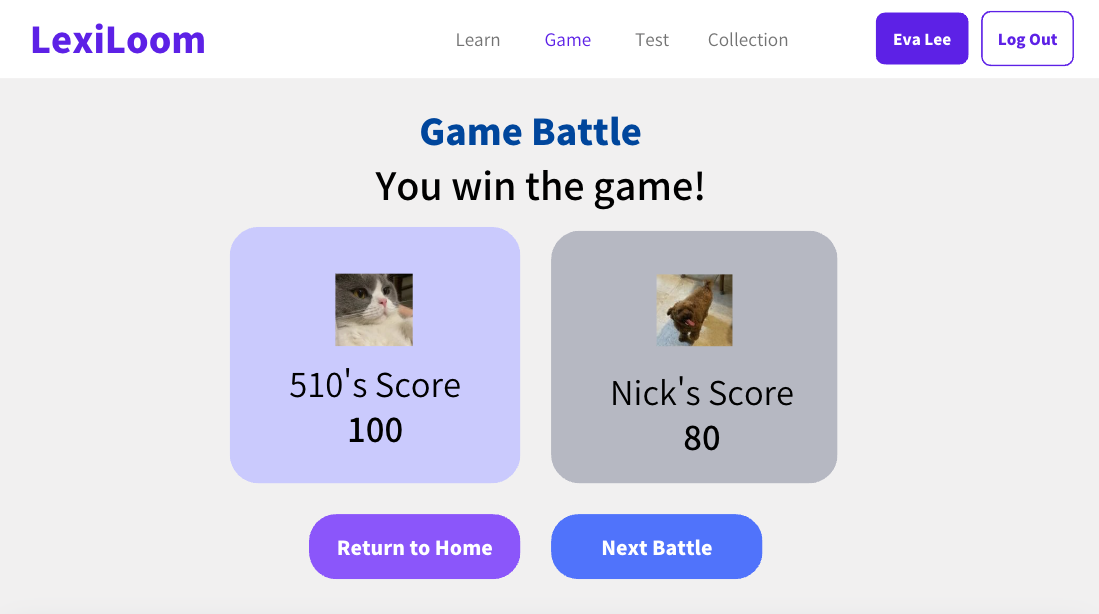 LexiLoom
Learn Game Test Collection
Eva Lee
Log Out
Game Battle
You win the game!
510's Score
100
Nick's Score
80
Return to Home
Next Battle